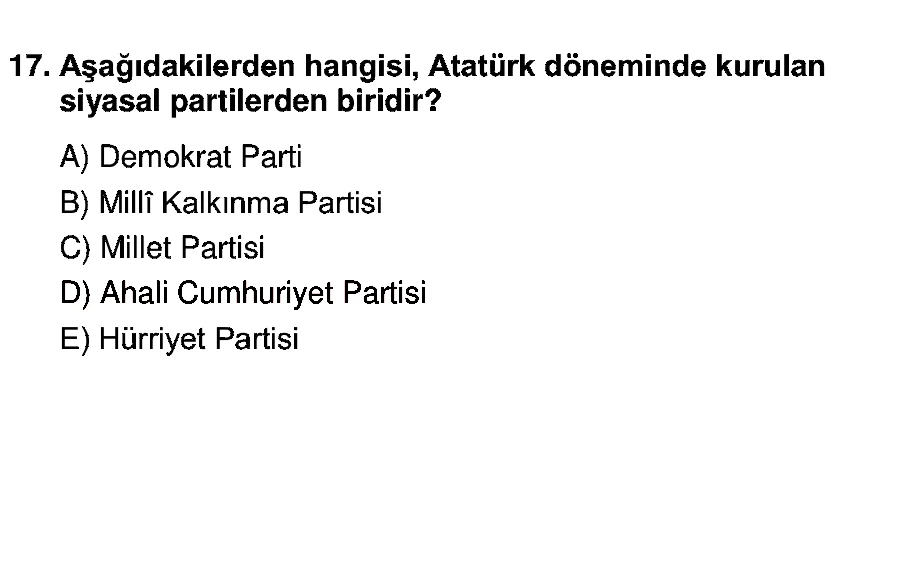 17. Aşağıdakilerden hangisi, Atatürk döneminde kurulan
siyasal partilerden biridir?
A) Demokrat Parti
B) Millî Kalkınma Partisi
C) Millet Partisi
D) Ahali Cumhuriyet Partisi
E) Hürriyet Partisi